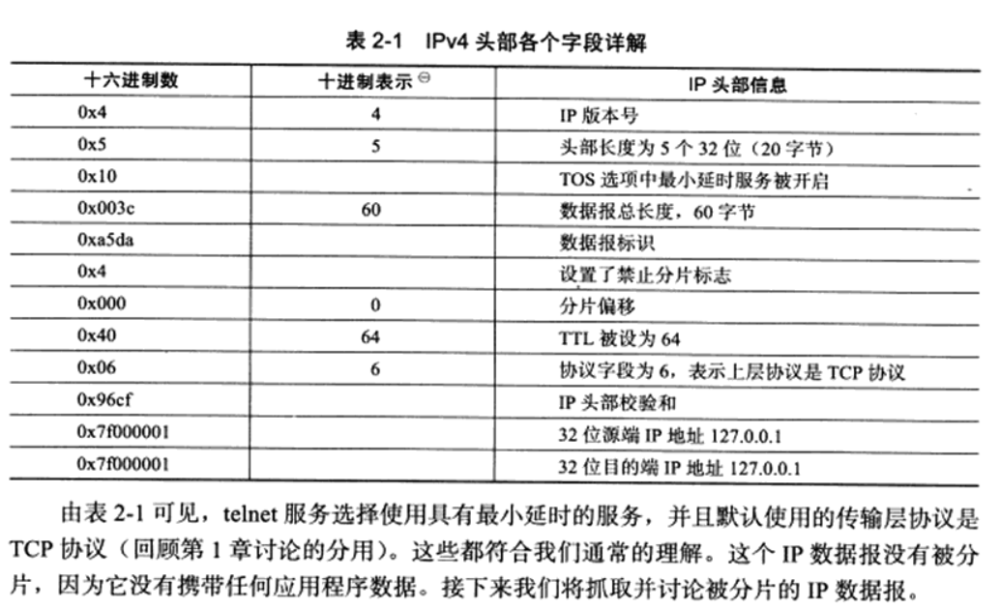 表 2-1 IPv4 头部各个字段详解
十六进制数 十进制表示㊀ IP 头部信息
0x4 4 IP 版本号
0x5 5 头部长度为 5 个 32 位（20 字节）
0x10 TOS 选项中最小延时服务被开启
0x003c 60 数据报总长度，60 字节
0xa5da 数据报标识
0x4 设置了禁止分片标志
0x000 0 分片偏移
0x40 64 TTL 被设为 64
0x06 6 协议字段为 6，表示上层协议是 TCP 协议
0x96cf IP 头部校验和
0x7f000001 32 位源端 IP 地址 127.0.0.1
0x7f000001 32 位目的端 IP 地址 127.0.0.1
由表 2-1 可见，telnet 服务选择使用具有最小延时的服务，并且默认使用的传输层协议是
TCP 协议（回顾第 1 章讨论的分用）。这些都符合我们通常的理解。这个 IP 数据报没有被分
片，因为它没有携带任何应用程序数据。接下来我们将抓取并讨论被分片的 IP 数据报。